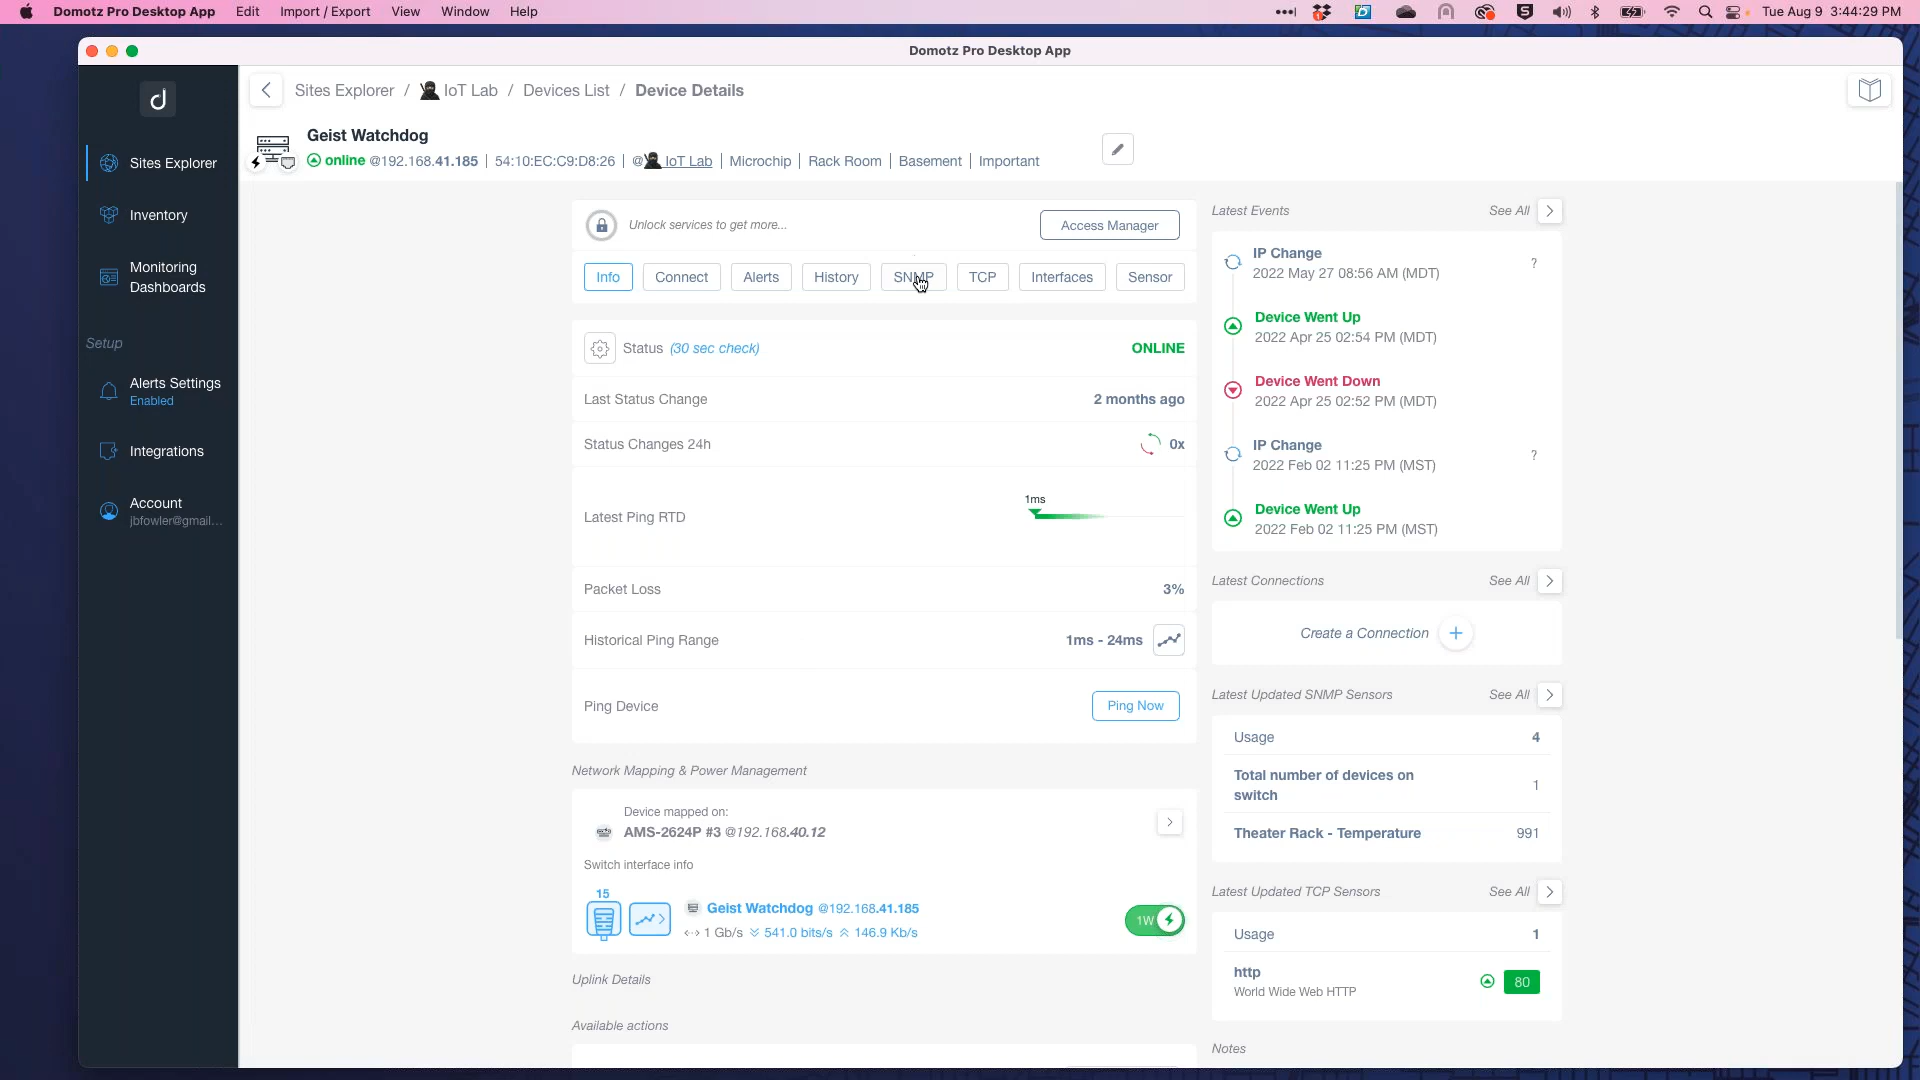 Domotz Pro Desktop App Edit Import / Export View Window Help Tue Aug 9 3:44:29 PM
Domotz Pro Desktop App
Sites Explorer / IoT Lab / Devices List / Device Details
Geist Watchdog
online @192.168.41.185 | 54:10:EC:C9:D8:26 | @ IoT Lab | Microchip | Rack Room | Basement | Important
Sites Explorer
Inventory
Monitoring
Dashboards
Setup
Alerts Settings
Enabled
Integrations
Account
jbfowler@gmail...
Unlock services to get more...
Access Manager
Info Connect Alerts History SNMP TCP Interfaces Sensor
Status (30 sec check) ONLINE
Last Status Change 2 months ago
Status Changes 24h 0x
1ms
Latest Ping RTD
Packet Loss 3%
Historical Ping Range 1ms - 24ms
Ping Device Ping Now
Network Mapping & Power Management
Device mapped on:
AMS-2624P #3 @192.168.40.12
Switch interface info
15
Geist Watchdog @192.168.41.185
1 Gb/s 541.0 bits/s 146.9 Kb/s
1W
Uplink Details
Available actions
Latest Events See All
IP Change
2022 May 27 08:56 AM (MDT) ?
Device Went Up
2022 Apr 25 02:54 PM (MDT)
Device Went Down
2022 Apr 25 02:52 PM (MDT)
IP Change
2022 Feb 02 11:25 PM (MST) ?
Device Went Up
2022 Feb 02 11:25 PM (MST)
Latest Connections See All
Create a Connection +
Latest Updated SNMP Sensors See All
Usage 4
Total number of devices on
switch 1
Theater Rack - Temperature 991
Latest Updated TCP Sensors See All
Usage 1
http
World Wide Web HTTP 80
Notes